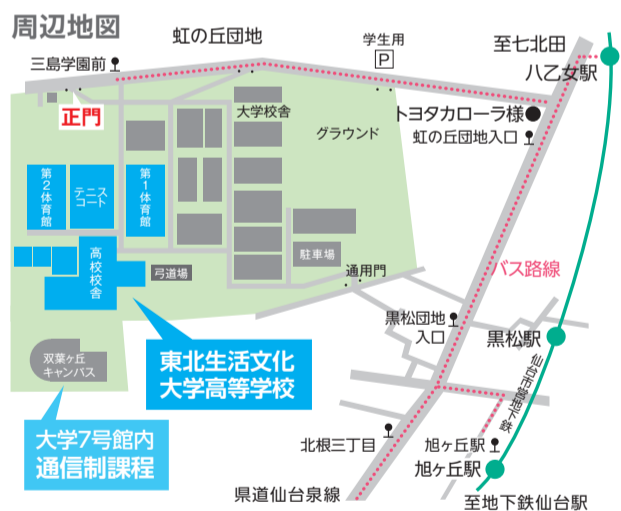 周辺地図
虹の丘団地
学生用
P
至七北田
八乙女駅
三島学園前
正門
大学校舎
グラウンド
トヨタカローラ様
虹の丘団地入口
第2体育館
テニス
コート
第1体育館
高校校舎
弓道場
駐車場
通用門
バス路線
黒松団地
入口
黒松駅
仙台市営地下鉄
双葉ヶ丘
キャンバス
東北生活文化
大学高等学校
大学7号館内
通信制課程
北根三丁目
旭ヶ丘駅
旭ヶ丘駅
県道仙台泉線
至地下鉄仙台駅